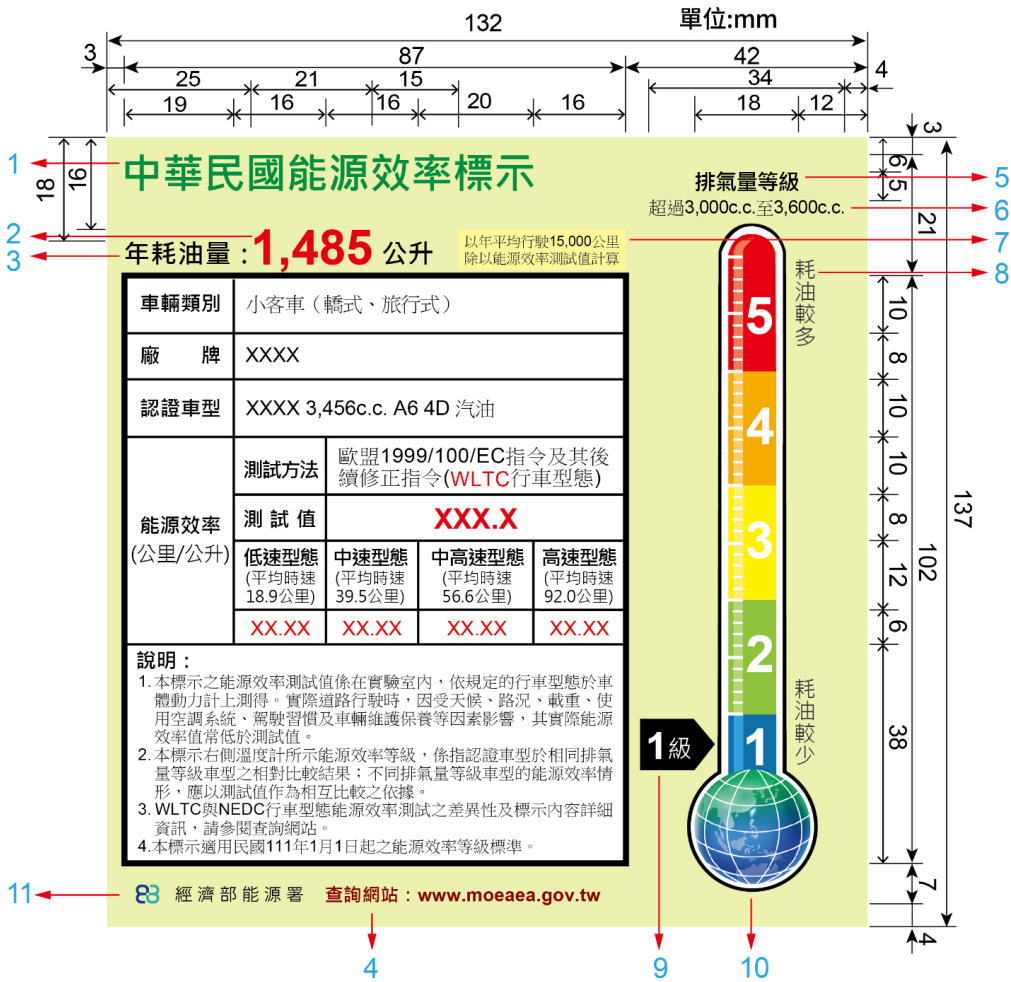 132
單位:mm
3
87
42
25
21
15
34
4
19
16
16
20
16
18
12
3
1
18
16
中華民國能源效率標示
排氣量等級
5
6
5
超過3,000c.c.至3,600c.c.
6
21
2
3
年耗油量：1,485 公升
以年平均行駛15,000公里
除以能源效率測試值計算
7
耗油較多
8
車輛類別
小客車（轎式、旅行式）
廠 牌
XXXX
認證車型
XXXX 3,456c.c. A6 4D 汽油
能源效率
(公里/公升)
測試方法
歐盟1999/100/EC指令及其後
續修正指令(WLTC行車型態)
測 試 值
XXX.X
低速型態
(平均時速
18.9公里)
中速型態
(平均時速
39.5公里)
中高速型態
(平均時速
56.6公里)
高速型態
(平均時速
92.0公里)
XX.XX
XX.XX
XX.XX
XX.XX
說明：
1.本標示之能源效率測試值係在實驗室內，依規定的行車型態於車
體動力計上測得。實際道路行駛時，因受天候、路況、載重、使
用空調系統、駕駛習慣及車輛維護保養等因素影響，其實際能源
效率值常低於測試值。
2.本標示右側溫度計所示能源效率等級，係指認證車型於相同排氣
量等級車型之相對比較結果；不同排氣量等級車型的能源效率情
形，應以測試值作為相互比較之依據。
3.WLTC與NEDC行車型態能源效率測試之差異性及標示內容詳細
資訊，請參閱查詢網站。
4.本標示適用民國111年1月1日起之能源效率等級標準。
5
4
3
2
1
1級
耗油較少
10
8
10
10
8
12
6
38
7
4
102
137
11
經濟部能源署
查詢網站：www.moeaea.gov.tw
4
9
10